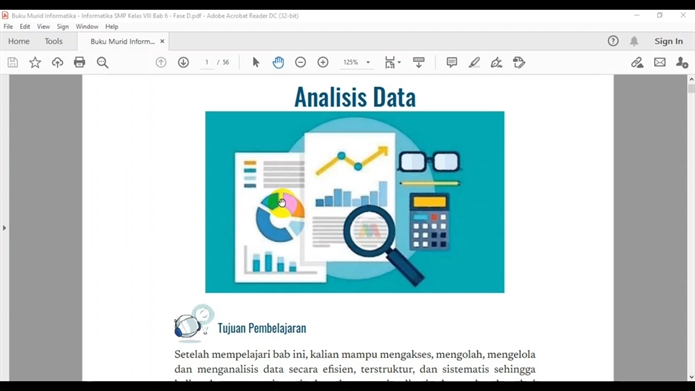 Buku Murid Informatika - Informatika SMP Kelas VIII Bab 6 - Fase D.pdf - Adobe Acrobat Reader DC (32-bit)
File Edit View Sign Window Help
Home Tools Buku Murid Inform... × ? Sign In
1 / 56 125%
Analisis Data
Tujuan Pembelajaran
Setelah mempelajari bab ini, kalian mampu mengakses, mengolah, mengelola
dan menganalisis data secara efisien, terstruktur, dan sistematis sehingga